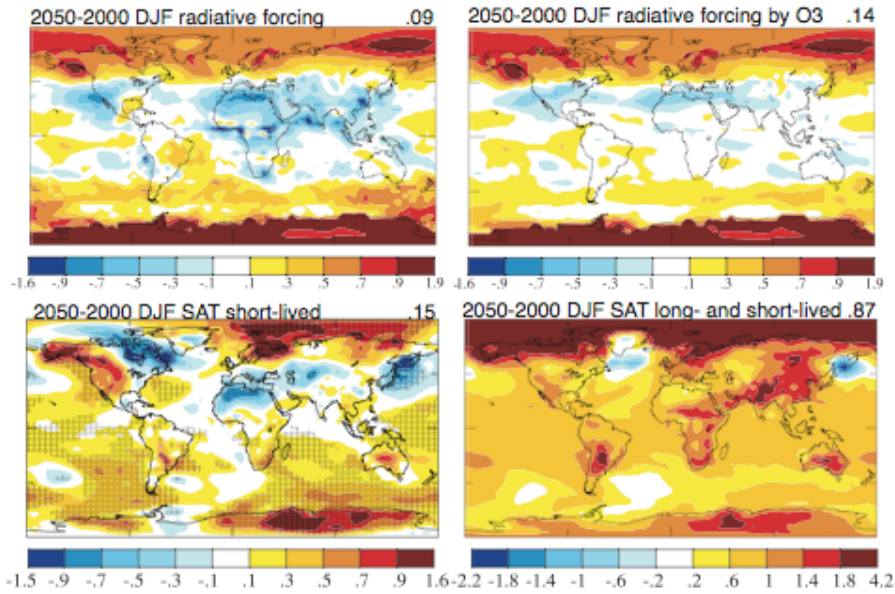 2050-2000 DJF radiative forcing .09
2050-2000 DJF radiative forcing by O3 .14
-1.6 -.9 -.7 -.5 -.3 -.1 .1 .3 .5 .7 .9 1.9
-1.6 -.9 -.7 -.5 -.3 -.1 .1 .3 .5 .7 .9 1.9
2050-2000 DJF SAT short-lived .15
2050-2000 DJF SAT long- and short-lived .87
-1.5 -.9 -.7 -.5 -.3 -.1 .1 .3 .5 .7 .9 1.6
-2.2 -1.8 -1.4 -1 -.6 -.2 .2 .6 1 1.4 1.8 4.2